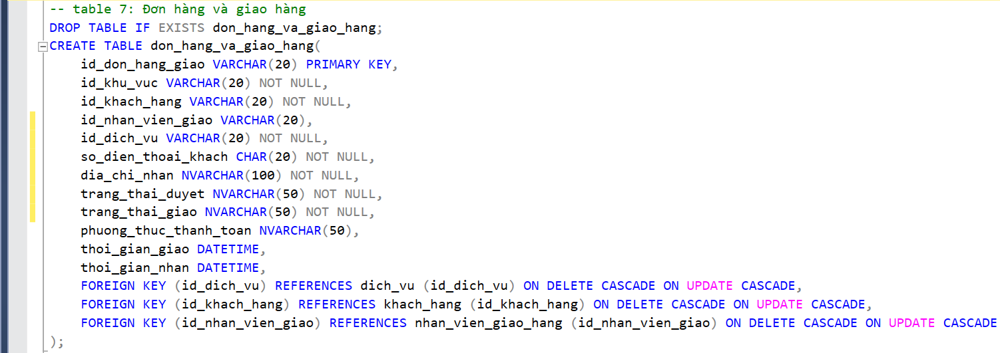 -- table 7: Đơn hàng và giao hàng
DROP TABLE IF EXISTS don_hang_va_giao_hang;
CREATE TABLE don_hang_va_giao_hang(
    id_don_hang_giao VARCHAR(20) PRIMARY KEY,
    id_khu_vuc VARCHAR(20) NOT NULL,
    id_khach_hang VARCHAR(20) NOT NULL,
    id_nhan_vien_giao VARCHAR(20),
    id_dich_vu VARCHAR(20) NOT NULL,
    so_dien_thoai_khach CHAR(20) NOT NULL,
    dia_chi_nhan NVARCHAR(100) NOT NULL,
    trang_thai_duyet NVARCHAR(50) NOT NULL,
    trang_thai_giao NVARCHAR(50) NOT NULL,
    phuong_thuc_thanh_toan NVARCHAR(50),
    thoi_gian_giao DATETIME,
    thoi_gian_nhan DATETIME,
    FOREIGN KEY (id_dich_vu) REFERENCES dich_vu (id_dich_vu) ON DELETE CASCADE ON UPDATE CASCADE,
    FOREIGN KEY (id_khach_hang) REFERENCES khach_hang (id_khach_hang) ON DELETE CASCADE ON UPDATE CASCADE,
    FOREIGN KEY (id_nhan_vien_giao) REFERENCES nhan_vien_giao_hang (id_nhan_vien_giao) ON DELETE CASCADE ON UPDATE CASCADE
);